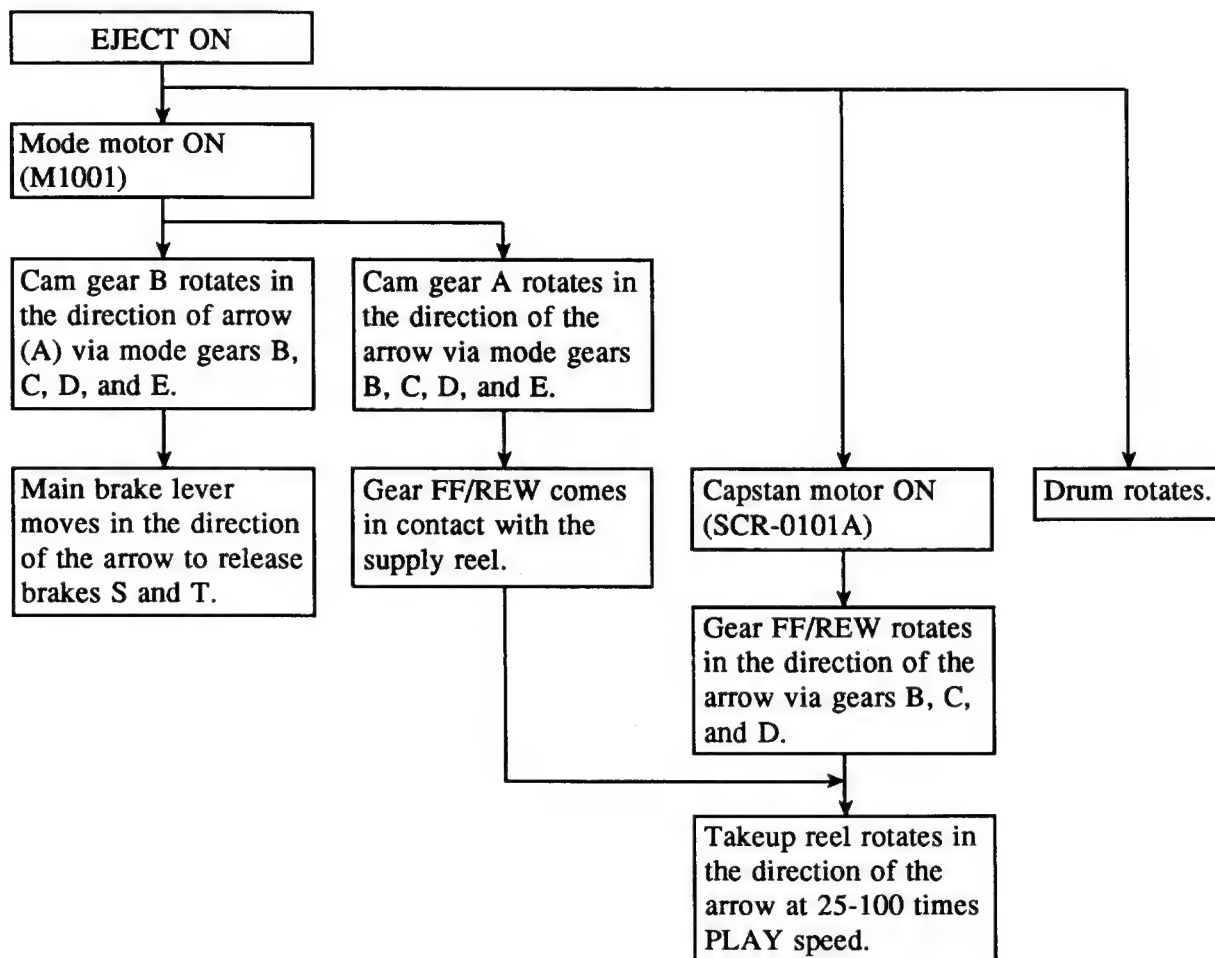 EJECT ON
Mode motor ON
(M1001)
Cam gear B rotates in
the direction of arrow
(A) via mode gears B,
C, D, and E.
Cam gear A rotates in
the direction of the
arrow via mode gears
B, C, D, and E.
Main brake lever
moves in the direction
of the arrow to release
brakes S and T.
Gear FF/REW comes
in contact with the
supply reel.
Capstan motor ON
(SCR-0101A)
Drum rotates.
Gear FF/REW rotates
in the direction of the
arrow via gears B, C,
and D.
Takeup reel rotates in
the direction of the
arrow at 25-100 times
PLAY speed.